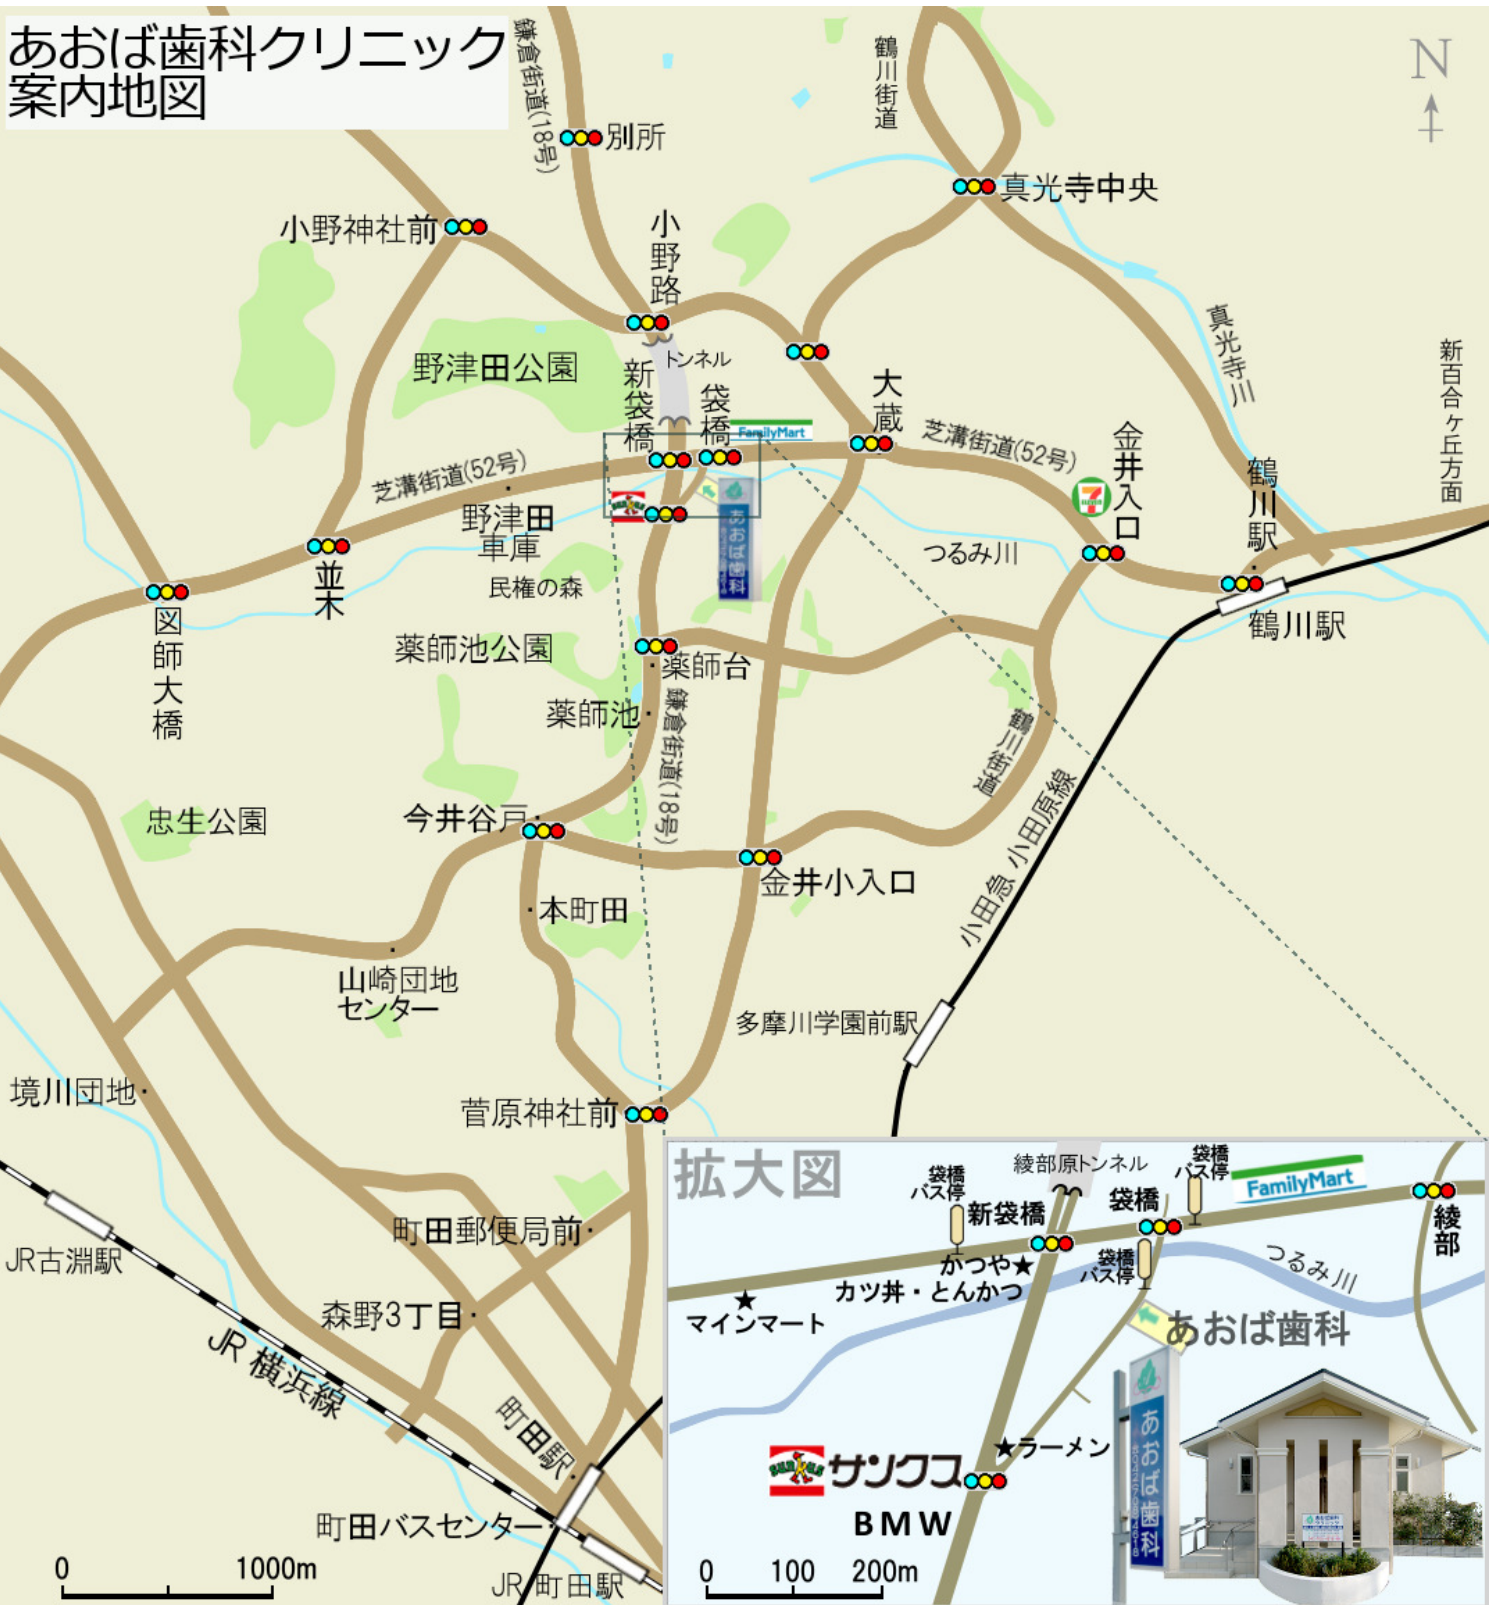 あおば歯科クリニック
案内地図
鎌倉街道(18号)
鶴川街道
N
別所
真光寺中央
小野神社前
小野路
真光寺川
新百合ヶ丘方面
トンネル
野津田公園
新袋橋
袋橋
FamilyMart
大蔵
芝溝街道(52号)
金井入口
鶴川駅
芝溝街道(52号)
7
野津田
車庫
あおば歯科
つるみ川
並木
民権の森
図師大橋
鶴川駅
薬師池公園
薬師台
薬師池
鎌倉街道(18号)
鶴川街道
忠生公園
今井谷戸
小田急 小田原線
金井小入口
本町田
山崎団地
センター
多摩川学園前駅
境川団地
菅原神社前
町田郵便局前
JR古淵駅
森野3丁目
JR 横浜線
町田駅
町田バスセンター
JR 町田駅
0 1000m
拡大図
袋橋
バス停
綾部原トンネル
袋橋
バス停
FamilyMart
新袋橋
袋橋
綾部
かつや★
カツ丼・とんかつ
袋橋
バス停
つるみ川
★
マインマート
あおば歯科
あおば歯科
★ラーメン
sunkus
サンクス
BMW
0 100 200m